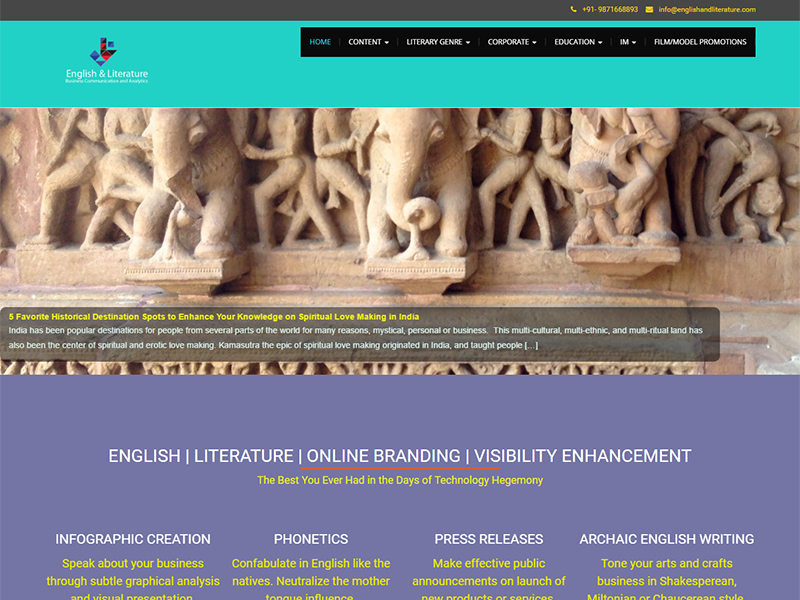 +91- 9871668893 info@englishandliterature.com
HOME CONTENT LITERARY GENRE CORPORATE EDUCATION IM FILM/MODEL PROMOTIONS
English & Literature
Business Communication and Analytics
5 Favorite Historical Destination Spots to Enhance Your Knowledge on Spiritual Love Making in India
India has been popular destinations for people from several parts of the world for many reasons, mystical, personal or business. This multi-cultural, multi-ethnic, and multi-ritual land has
also been the center of spiritual and erotic love making. Kamasutra the epic of spiritual love making originated in India, and taught people [...]
ENGLISH | LITERATURE | ONLINE BRANDING | VISIBILITY ENHANCEMENT
The Best You Ever Had in the Days of Technology Hegemony
INFOGRAPHIC CREATION
Speak about your business
through subtle graphical analysis
and visual presentation
PHONETICS
Confabulate in English like the
natives. Neutralize the mother
tongue influence
PRESS RELEASES
Make effective public
announcements on launch of
new products or services
ARCHAIC ENGLISH WRITING
Tone your arts and crafts
business in Shakesperean,
Miltonian or Chaucerean style